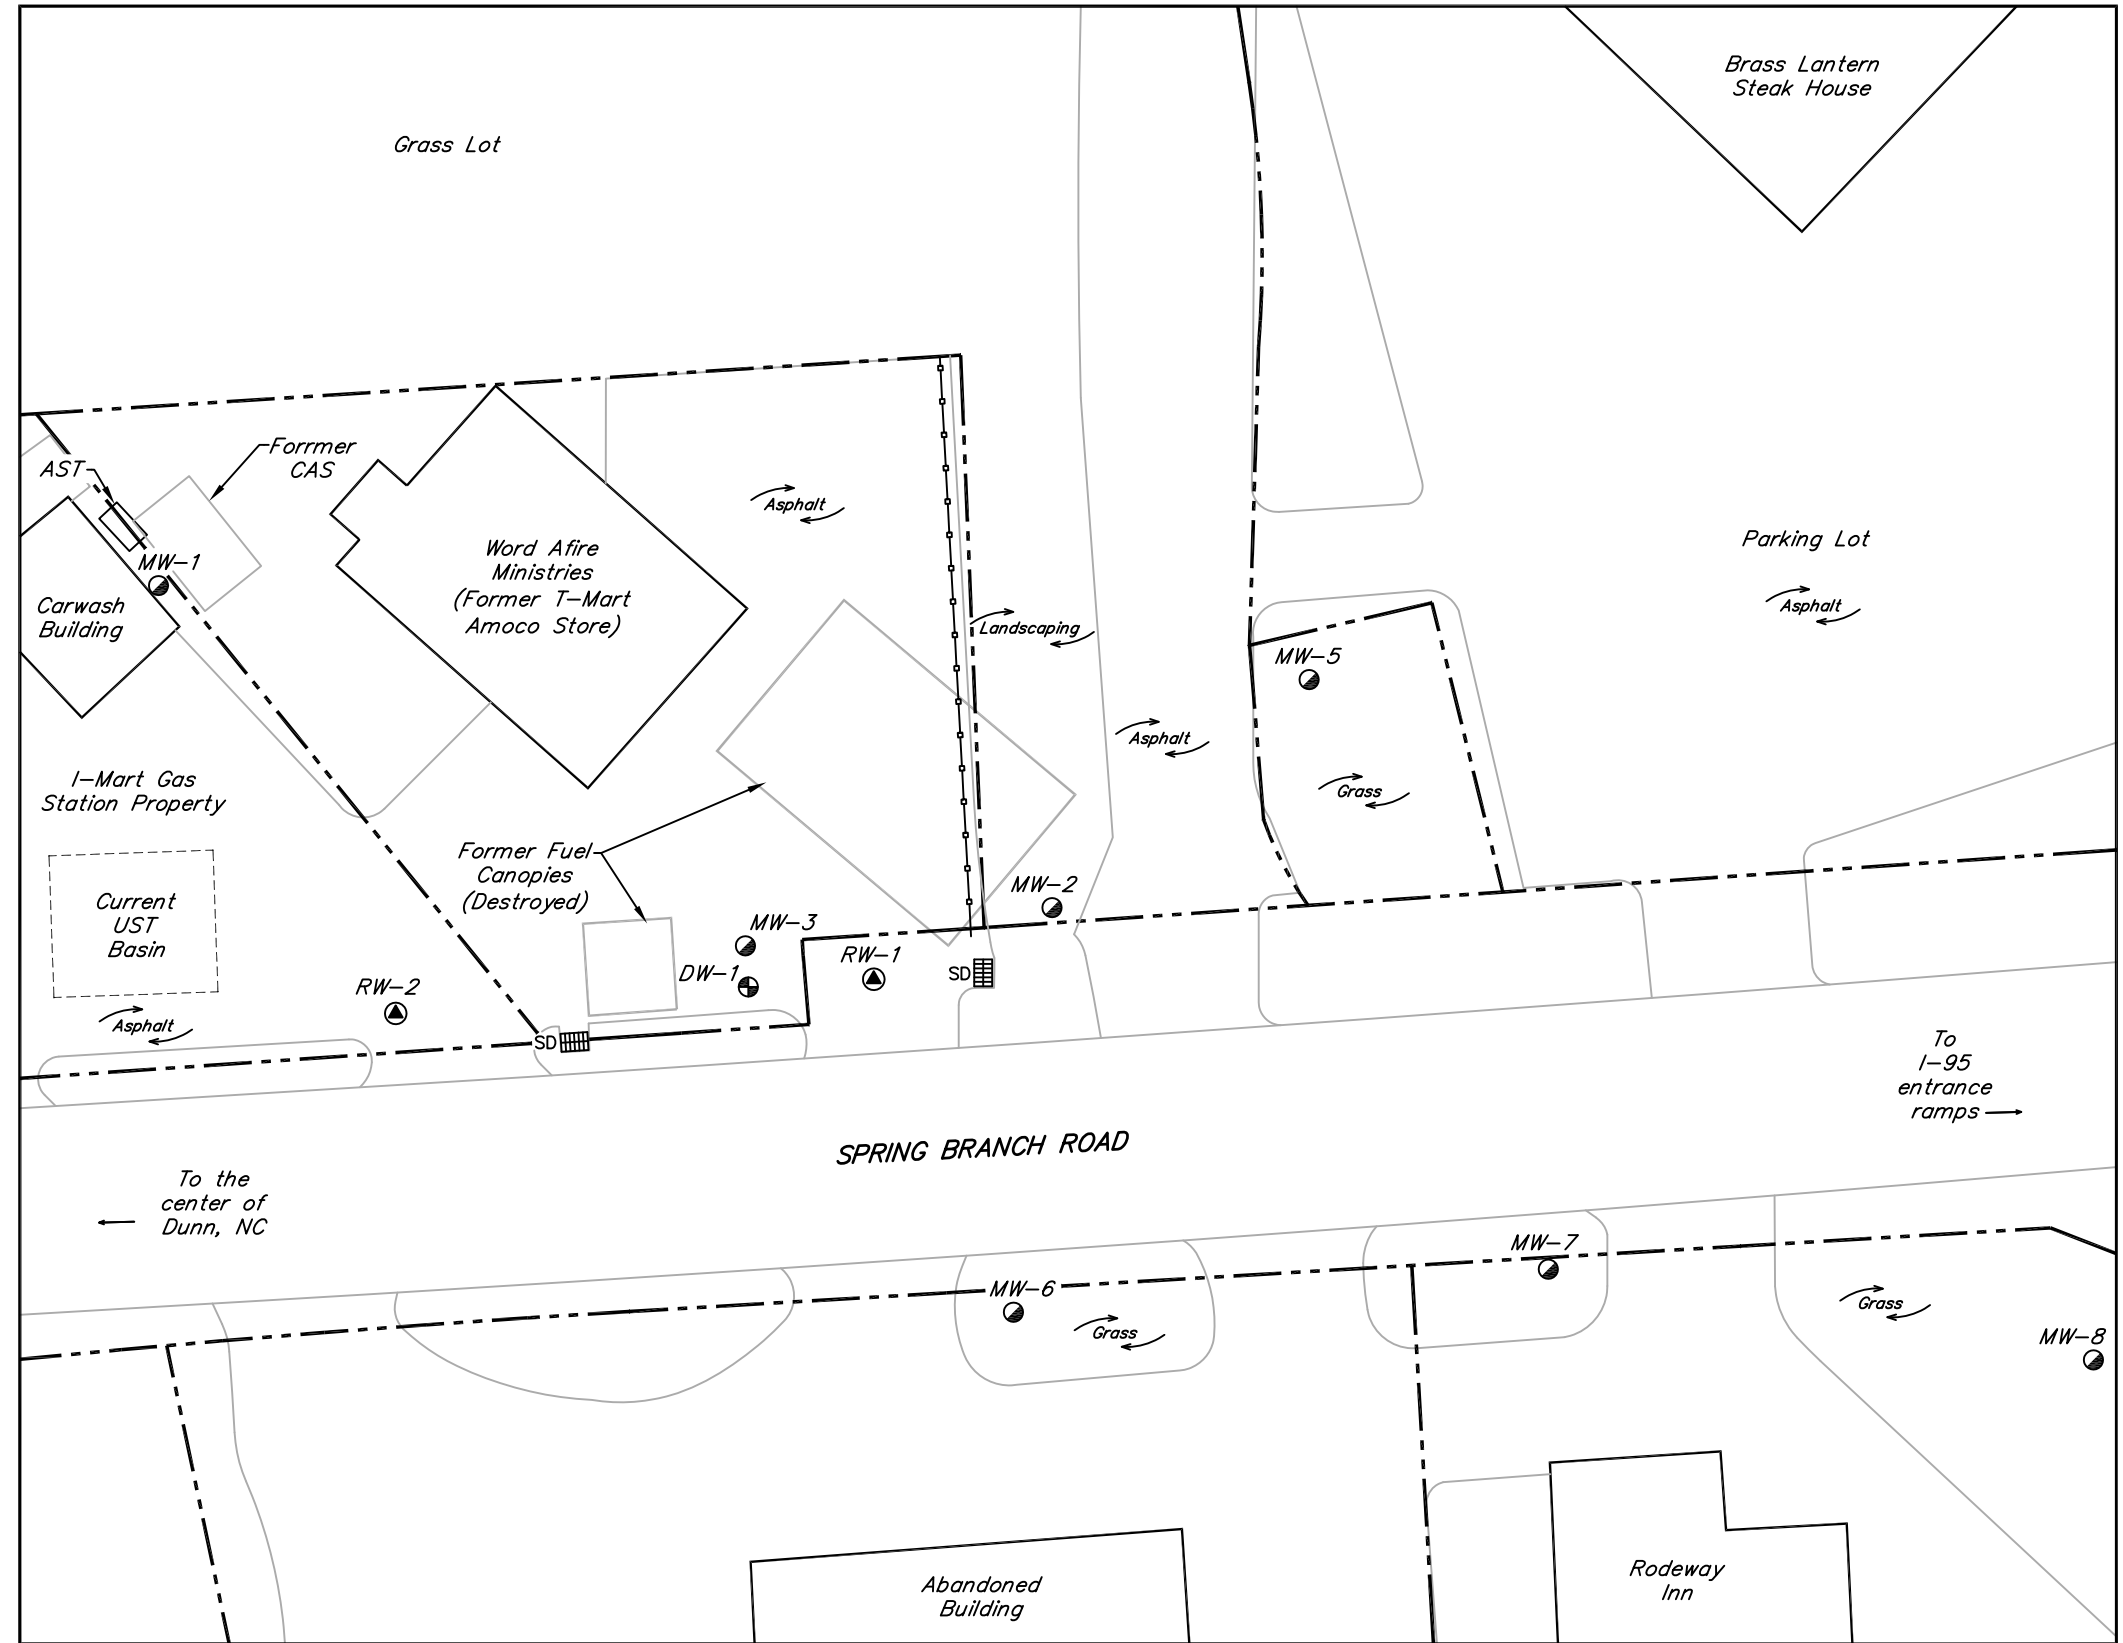 Brass Lantern
Steak House
Grass Lot
Forrmer
CAS
AST
Asphalt
Word Afire
Ministries
(Former T-Mart
Amoco Store)
Parking Lot
Asphalt
MW-1
Carwash
Building
Landscaping
MW-5
Asphalt
Grass
I-Mart Gas
Station Property
Former Fuel
Canopies
(Destroyed)
Current
UST
Basin
MW-2
MW-3
RW-1
DW-1
SD
RW-2
Asphalt
SD
To
I-95
entrance
ramps
SPRING BRANCH ROAD
To the
center of
Dunn, NC
MW-7
MW-6
Grass
Grass
MW-8
Abandoned
Building
Rodeway
Inn